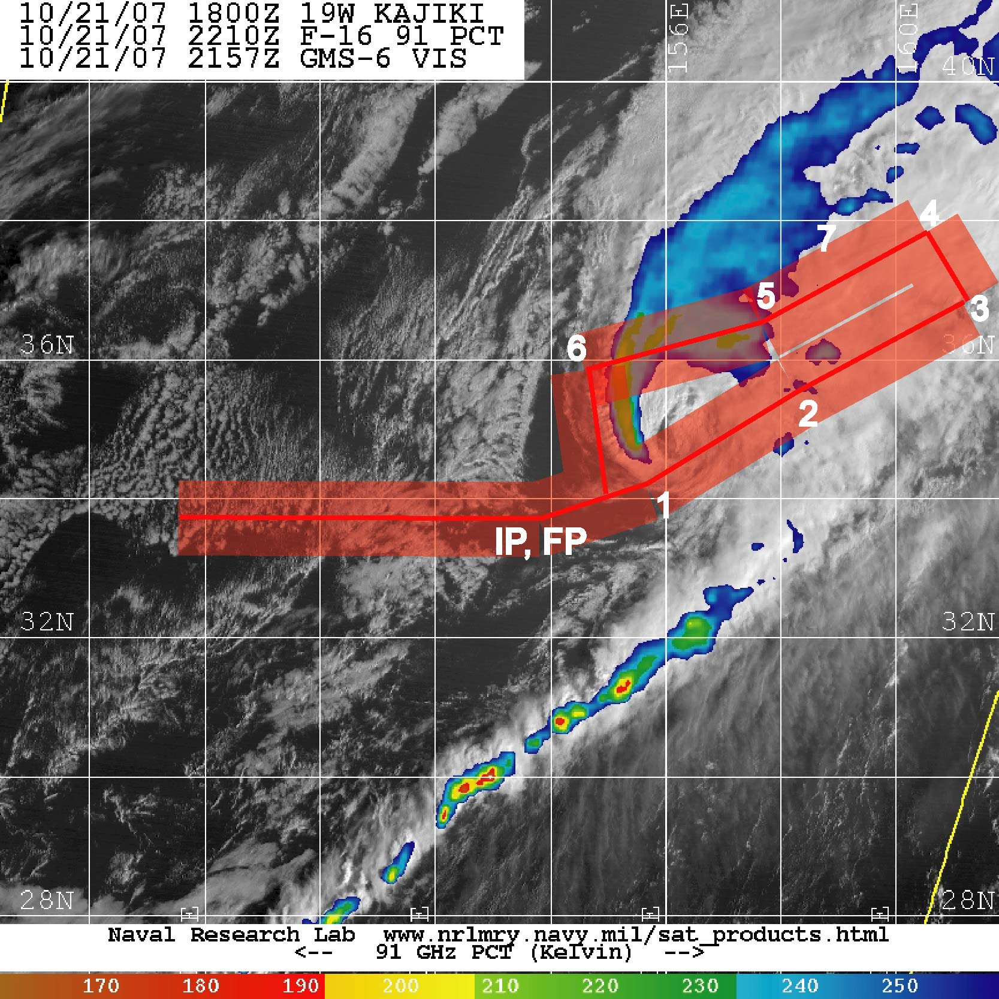 10/21/07 1800Z 19W KAJIKI
10/21/07 2210Z F-16 91 PCT
10/21/07 2157Z GMS-6 VIS
156E
160E
40N
4
7
5
3
6
36N
36N
2
1
IP, FP
32N
32N
28N
28N
Naval Research Lab www.nrlmry.navy.mil/sat_products.html
<-- 91 GHz PCT (Kelvin) -->
170 180 190 200 210 220 230 240 250